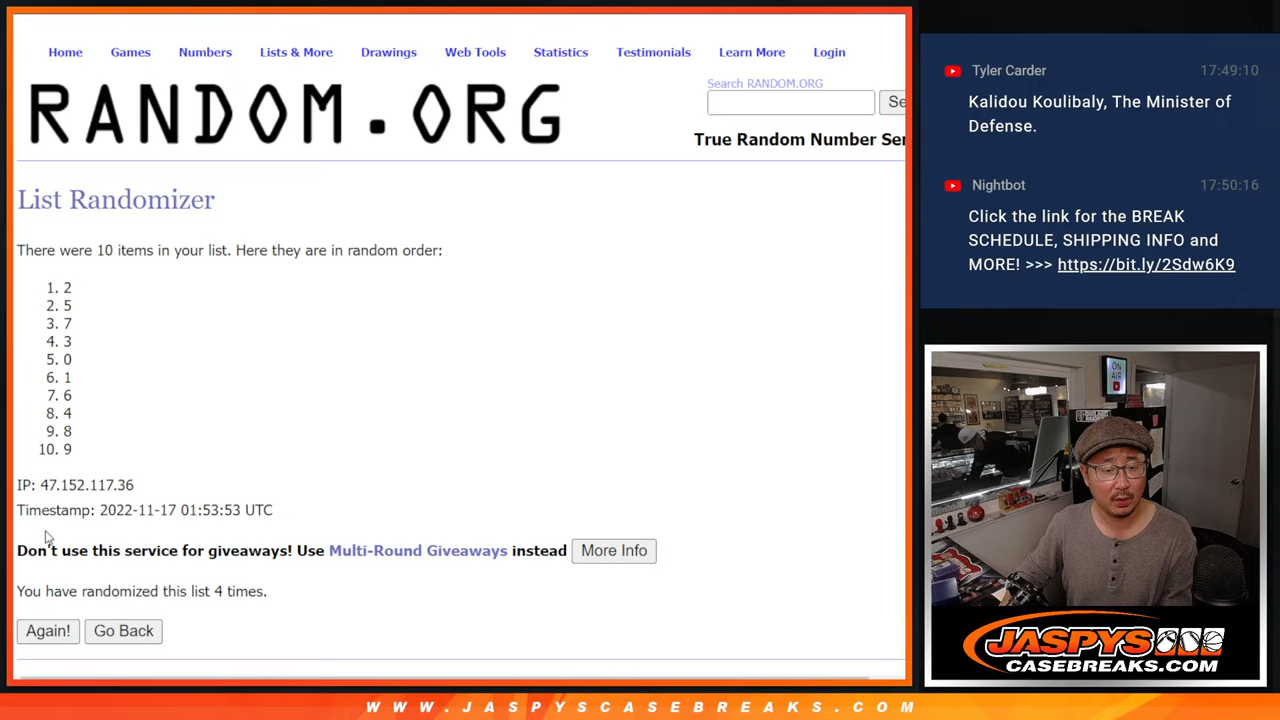 Home Games Numbers Lists & More Drawings Web Tools Statistics Testimonials Learn More Login
RANDOM.ORG
Search RANDOM.ORG
Se
True Random Number Ser
List Randomizer
There were 10 items in your list. Here they are in random order:
1. 2
2. 5
3. 7
4. 3
5. 0
6. 1
7. 6
8. 4
9. 8
10. 9
IP: 47.152.117.36
Timestamp: 2022-11-17 01:53:53 UTC
Don't use this service for giveaways! Use Multi-Round Giveaways instead More Info
You have randomized this list 4 times.
Again! Go Back
Tyler Carder 17:49:10
Kalidou Koulibaly, The Minister of
Defense.
Nightbot 17:50:16
Click the link for the BREAK
SCHEDULE, SHIPPING INFO and
MORE! >>> https://bit.ly/2Sdw6K9
ON
AIR
JASPYS
CASEBREAKS.COM
WWW.JASPYSCASEBREAKS.COM